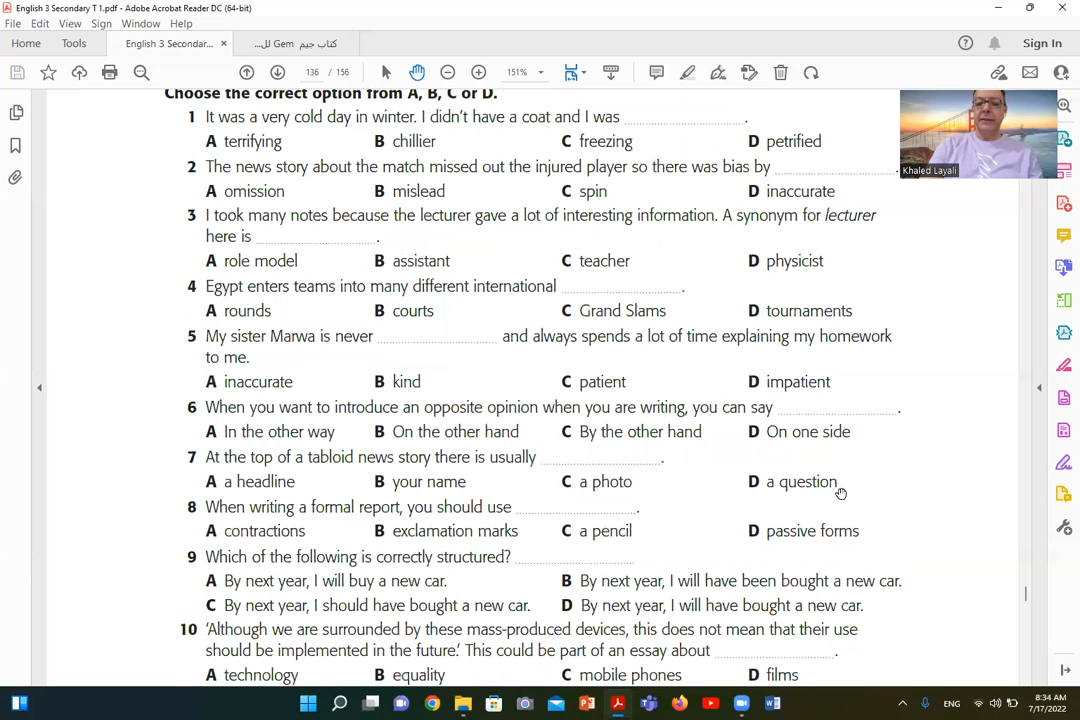 English 3 Secondary T 1.pdf - Adobe Acrobat Reader DC (64-bit)
File Edit View Sign Window Help
Home Tools English 3 Secondar... × كتاب جيم Gem لل... Sign In
136 / 156 151%
Choose the correct option from A, B, C or D.
1 It was a very cold day in winter. I didn't have a coat and I was .
A terrifying B chillier C freezing D petrified
2 The news story about the match missed out the injured player so there was bias by .
A omission B mislead C spin D inaccurate
3 I took many notes because the lecturer gave a lot of interesting information. A synonym for lecturer
here is .
A role model B assistant C teacher D physicist
4 Egypt enters teams into many different international .
A rounds B courts C Grand Slams D tournaments
5 My sister Marwa is never and always spends a lot of time explaining my homework
to me.
A inaccurate B kind C patient D impatient
6 When you want to introduce an opposite opinion when you are writing, you can say .
A In the other way B On the other hand C By the other hand D On one side
7 At the top of a tabloid news story there is usually .
A a headline B your name C a photo D a question
8 When writing a formal report, you should use .
A contractions B exclamation marks C a pencil D passive forms
9 Which of the following is correctly structured?
A By next year, I will buy a new car. B By next year, I will have been bought a new car.
C By next year, I should have bought a new car. D By next year, I will have bought a new car.
10 'Although we are surrounded by these mass-produced devices, this does not mean that their use
should be implemented in the future.' This could be part of an essay about .
A technology B equality C mobile phones D films
Khaled Layali
ENG 8:34 AM
7/17/2022